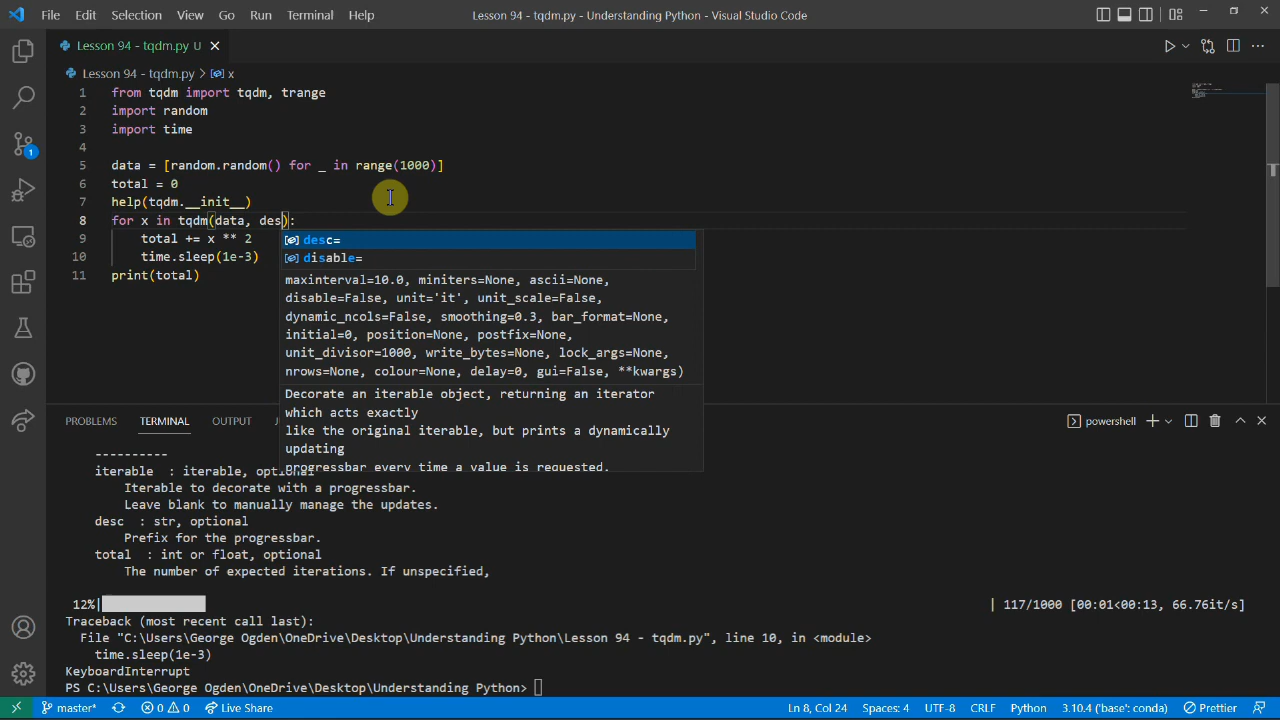 File Edit Selection View Go Run Terminal Help Lesson 94 - tqdm.py - Understanding Python - Visual Studio Code
Lesson 94 - tqdm.py U
Lesson 94 - tqdm.py > x
1 from tqdm import tqdm, trange
2 import random
3 import time
4
5 data = [random.random() for _ in range(1000)]
6 total = 0
7 help(tqdm.__init__)
8 for x in tqdm(data, des):
9 total += x ** 2
10 time.sleep(1e-3)
11 print(total)
desc=
disable=
maxinterval=10.0, miniters=None, ascii=None,
disable=False, unit='it', unit_scale=False,
dynamic_ncols=False, smoothing=0.3, bar_format=None,
initial=0, position=None, postfix=None,
unit_divisor=1000, write_bytes=None, lock_args=None,
nrows=None, colour=None, delay=0, gui=False, **kwargs)
Decorate an iterable object, returning an iterator
which acts exactly
like the original iterable, but prints a dynamically
updating
progressbar every time a value is requested.
PROBLEMS TERMINAL OUTPUT powershell
----------
iterable : iterable, optional
Iterable to decorate with a progressbar.
Leave blank to manually manage the updates.
desc : str, optional
Prefix for the progressbar.
total : int or float, optional
The number of expected iterations. If unspecified,
12%| | 117/1000 [00:01<00:13, 66.76it/s]
Traceback (most recent call last):
File "C:\Users\George Ogden\OneDrive\Desktop\Understanding Python\Lesson 94 - tqdm.py", line 10, in <module>
time.sleep(1e-3)
KeyboardInterrupt
PS C:\Users\George Ogden\OneDrive\Desktop\Understanding Python>
master* 0 0 Live Share Ln 8, Col 24 Spaces: 4 UTF-8 CRLF Python 3.10.4 ('base': conda) Prettier